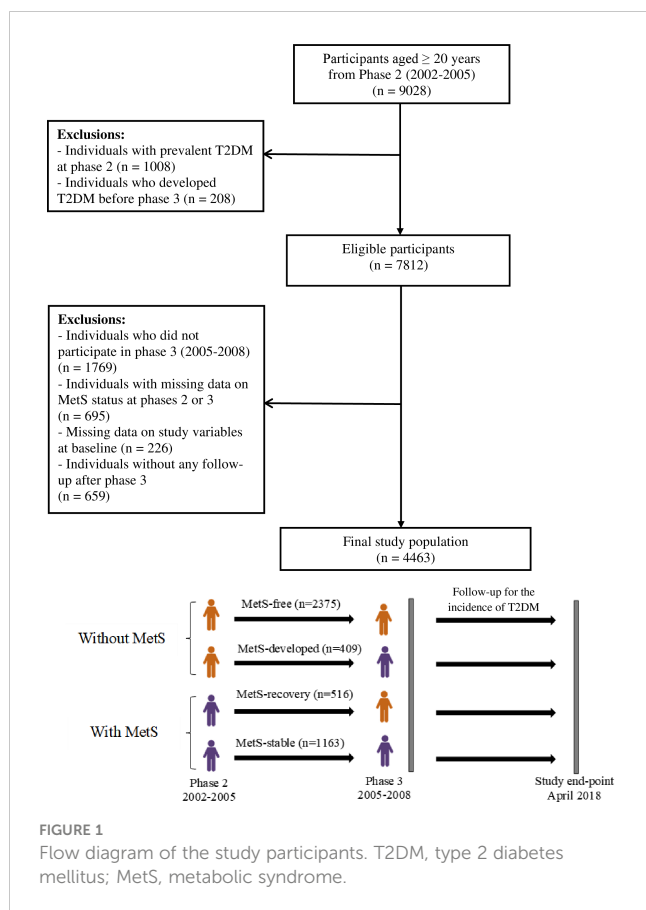 Participants aged ≥ 20 years
from Phase 2 (2002-2005)
(n = 9028)
Exclusions:
- Individuals with prevalent T2DM
at phase 2 (n = 1008)
- Individuals who developed
T2DM before phase 3 (n = 208)
Eligible participants
(n = 7812)
Exclusions:
- Individuals who did not
participate in phase 3 (2005-2008)
(n = 1769)
- Individuals with missing data on
MetS status at phases 2 or 3
(n = 695)
- Missing data on study variables
at baseline (n = 226)
- Individuals without any follow-
up after phase 3
(n = 659)
Final study population
(n = 4463)
Without MetS
MetS-free (n=2375)
MetS-developed (n=409)
With MetS
MetS-recovery (n=516)
MetS-stable (n=1163)
Follow-up for the
incidence of T2DM
Phase 2
2002-2005
Phase 3
2005-2008
Study end-point
April 2018
FIGURE 1
Flow diagram of the study participants. T2DM, type 2 diabetes
mellitus; MetS, metabolic syndrome.